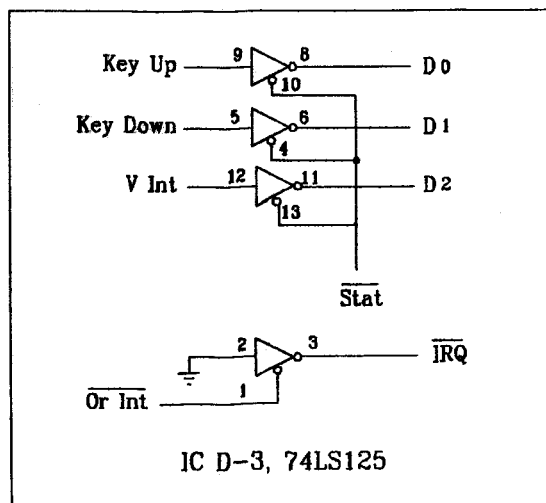 Key Up 9 8 D0
10
Key Down 5 6 D1
4
V Int 12 11 D2
13
Stat
2 3 IRQ
Or Int 1
IC D-3, 74LS125